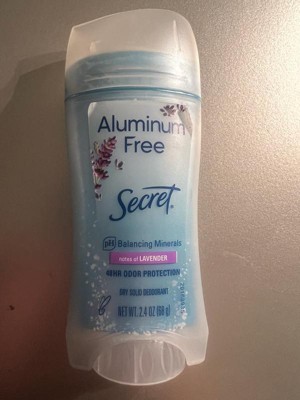 Aluminum
Free
Secret
pH Balancing Minerals
notes of LAVENDER
48HR ODOR PROTECTION
DRY SOLID DEODORANT
NET WT. 2.4 OZ (68 g)